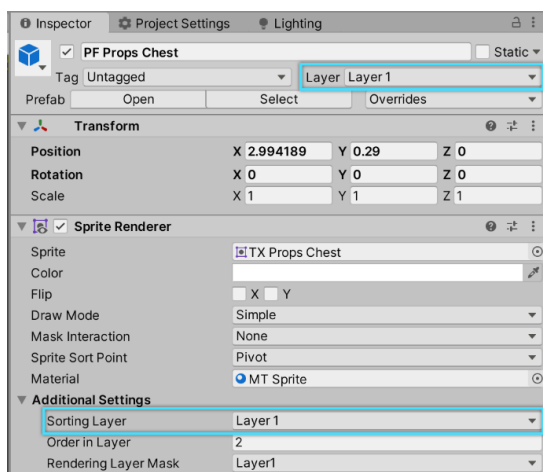 Inspector Project Settings Lighting
PF Props Chest Static
Tag Untagged Layer Layer 1
Prefab Open Select Overrides
Transform
Position X 2.994189 Y 0.29 Z 0
Rotation X 0 Y 0 Z 0
Scale X 1 Y 1 Z 1
Sprite Renderer
Sprite TX Props Chest
Color
Flip X Y
Draw Mode Simple
Mask Interaction None
Sprite Sort Point Pivot
Material MT Sprite
Additional Settings
Sorting Layer Layer 1
Order in Layer 2
Rendering Layer Mask Layer1